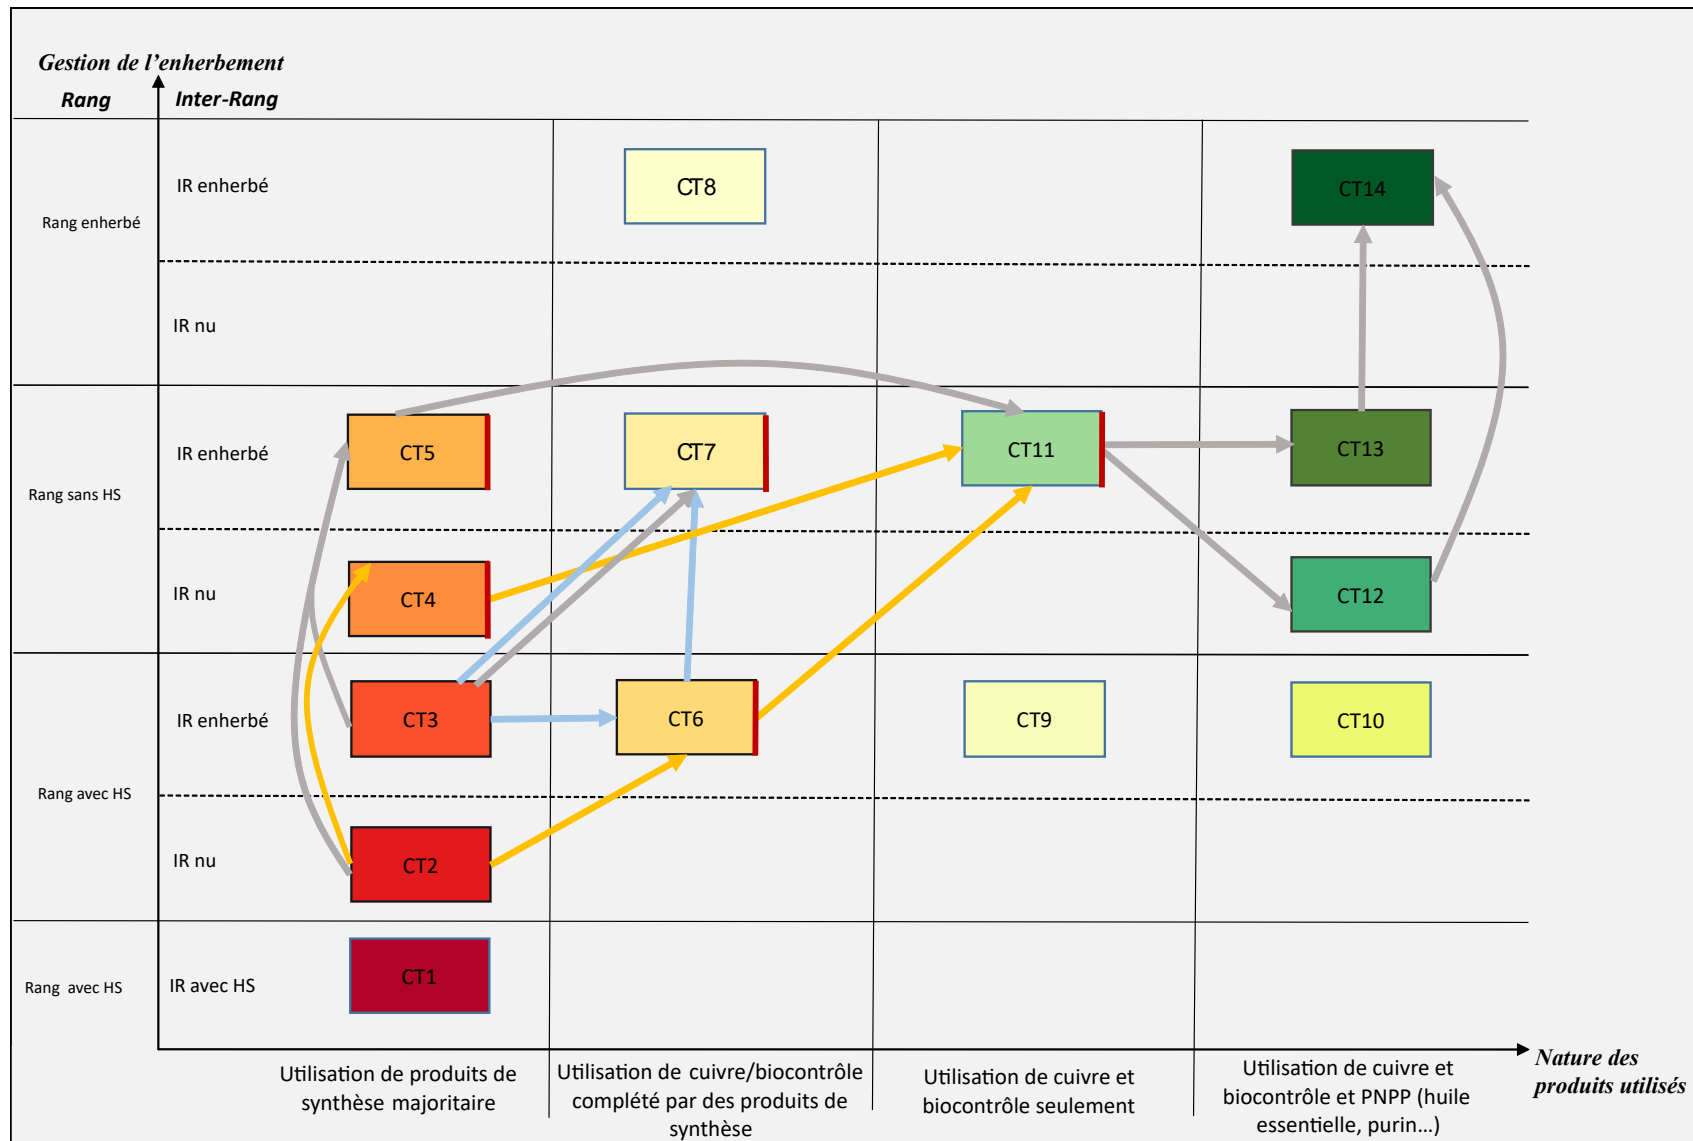 Gestion de l'enherbement
Rang
Inter-Rang
Rang enherbé
IR enherbé
CT8
CT14
IR nu
Rang sans HS
IR enherbé
CT5
CT7
CT11
CT13
IR nu
CT4
CT12
Rang avec HS
IR enherbé
CT3
CT6
CT9
CT10
IR nu
CT2
Rang avec HS
IR avec HS
CT1
Utilisation de produits de
synthèse majoritaire
Utilisation de cuivre/biocontrôle
complété par des produits de
synthèse
Utilisation de cuivre et
biocontrôle seulement
Utilisation de cuivre et
biocontrôle et PNPP (huile
essentielle, purin…)
Nature des
produits utilisés